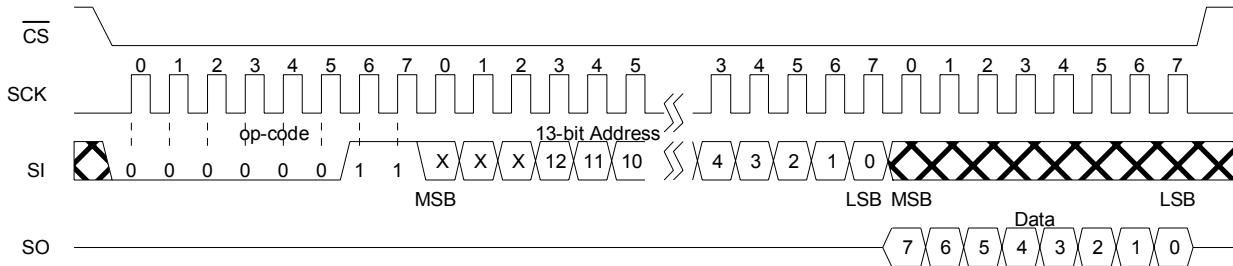 CS
0 1 2 3 4 5 6 7 0 1 2 3 4 5 3 4 5 6 7 0 1 2 3 4 5 6 7
SCK
op-code 13-bit Address
SI 0 0 0 0 0 0 1 1 X X X 12 11 10 4 3 2 1 0
MSB LSB MSB LSB
Data
SO 7 6 5 4 3 2 1 0